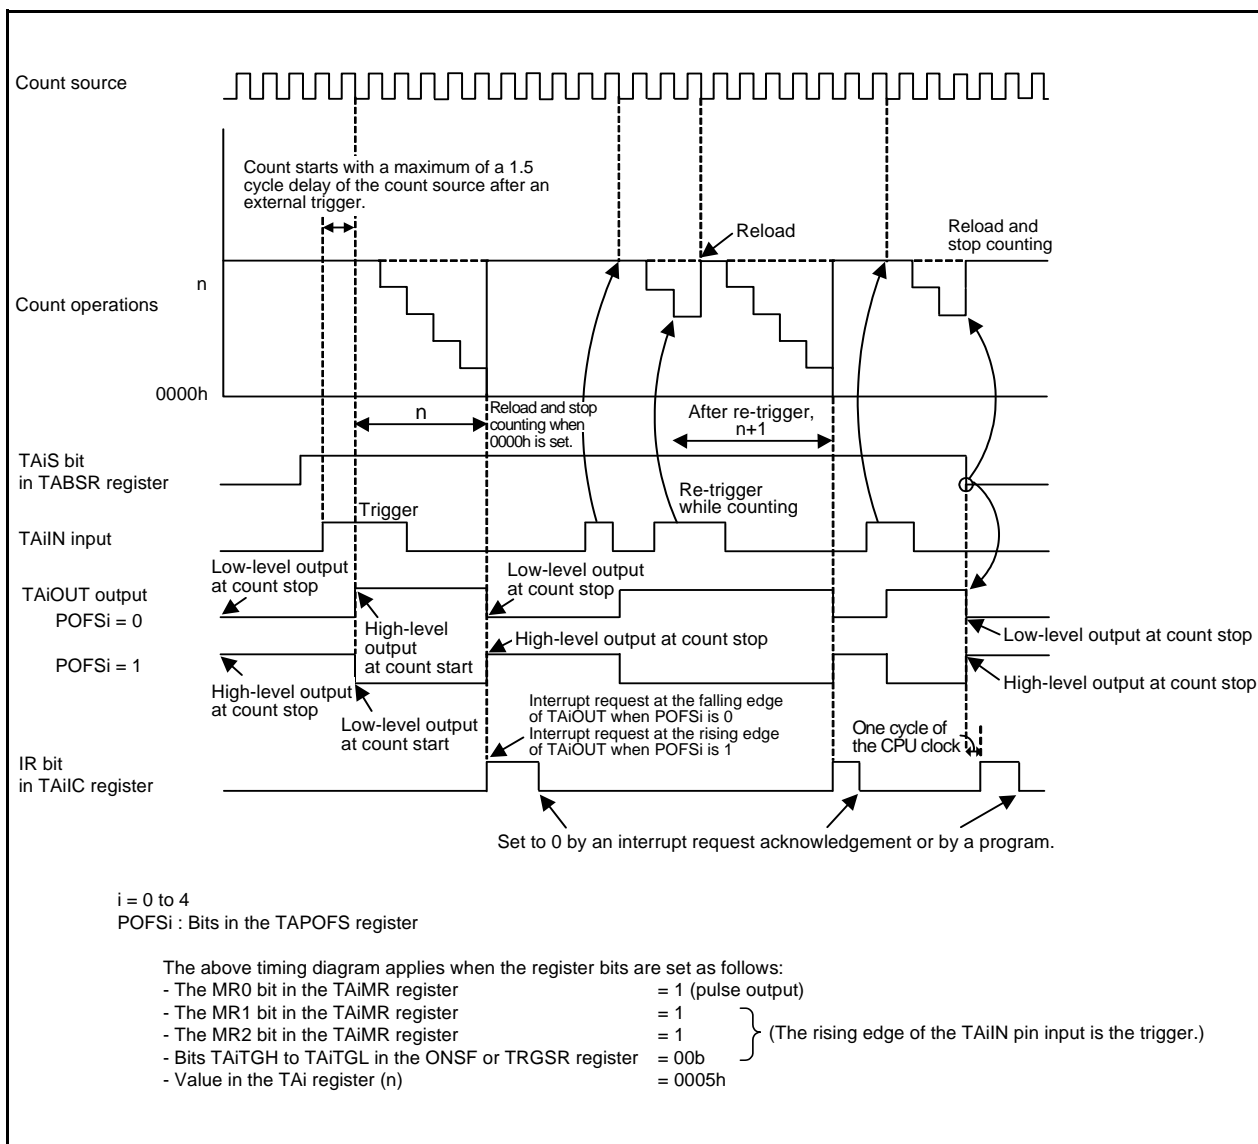 Count source
Count starts with a maximum of a 1.5
cycle delay of the count source after an
external trigger.
Reload
Reload and
stop counting
n
Count operations
0000h
n
Reload and stop
counting when
0000h is set.
After re-trigger,
n+1
TAiS bit
in TABSR register
Re-trigger
while counting
Trigger
TAiIN input
Low-level output
at count stop
Low-level output
at count stop
TAiOUT output
POFSi = 0
High-level
output
at count start
High-level output at count stop
Low-level output at count stop
POFSi = 1
High-level output
at count stop
High-level output at count stop
Low-level output
at count start
Interrupt request at the falling edge
of TAiOUT when POFSi is 0
Interrupt request at the rising edge
of TAiOUT when POFSi is 1
One cycle of
the CPU clock
IR bit
in TAiIC register
Set to 0 by an interrupt request acknowledgement or by a program.
i = 0 to 4
POFSi : Bits in the TAPOFS register
The above timing diagram applies when the register bits are set as follows:
- The MR0 bit in the TAiMR register = 1 (pulse output)
- The MR1 bit in the TAiMR register = 1
- The MR2 bit in the TAiMR register = 1
(The rising edge of the TAiIN pin input is the trigger.)
- Bits TAiTGH to TAiTGL in the ONSF or TRGSR register = 00b
- Value in the TAi register (n) = 0005h